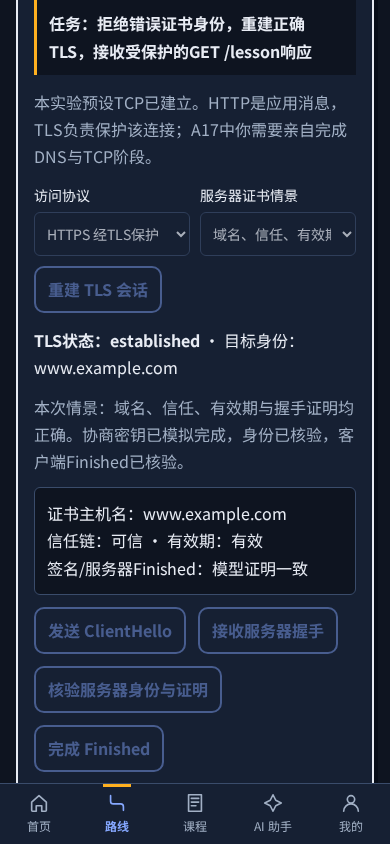 任务：拒绝错误证书身份，重建正确
TLS，接收受保护的GET /lesson响应
本实验预设TCP已建立。HTTP是应用消息，
TLS负责保护该连接；A17中你需要亲自完成
DNS与TCP阶段。
访问协议 服务器证书情景
HTTPS 经TLS保护 域名、信任、有效
重建 TLS 会话
TLS状态：established · 目标身份：
www.example.com
本次情景：域名、信任、有效期与握手证明均
正确。协商密钥已模拟完成，身份已核验，客
户端Finished已核验。
证书主机名：www.example.com
信任链：可信 · 有效期：有效
签名/服务器Finished：模型证明一致
发送 ClientHello 接收服务器握手
核验服务器身份与证明
完成 Finished
首页 路线 课程 AI 助手 我的